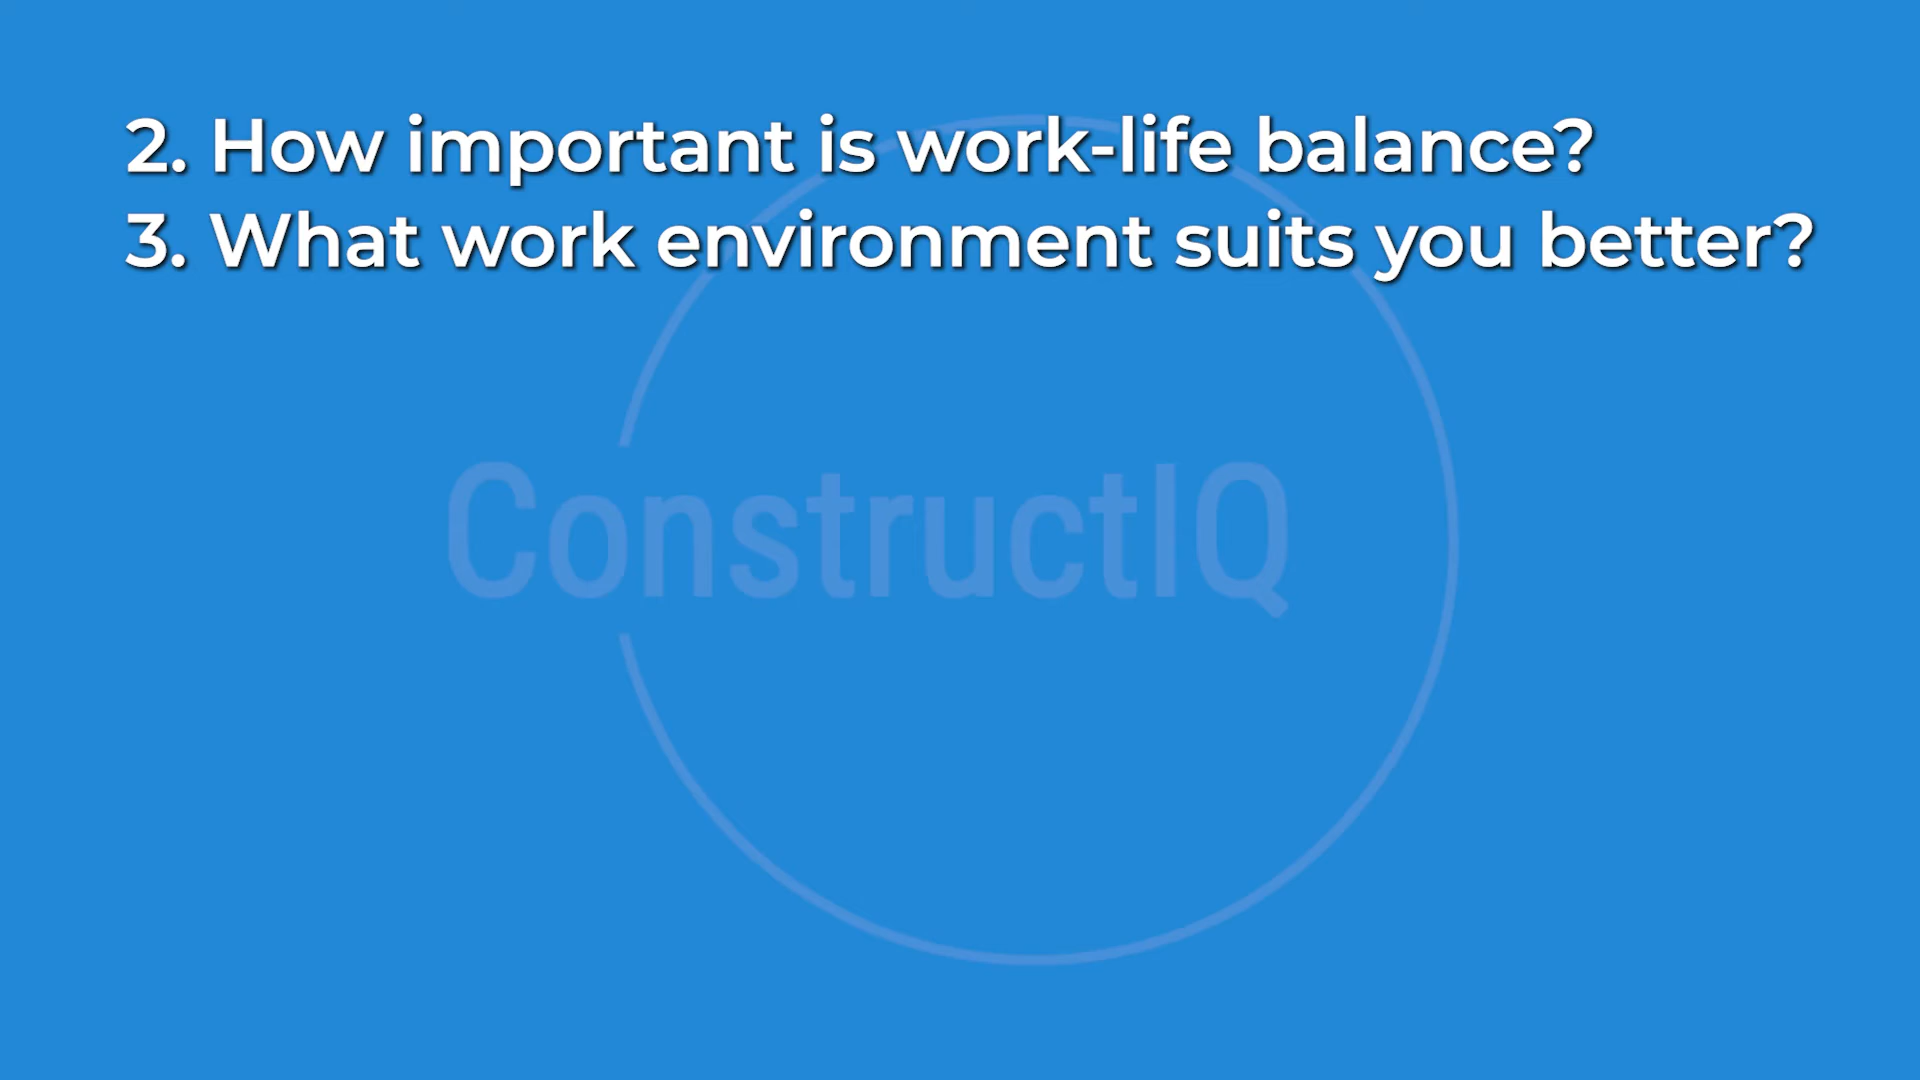 2. How important is work-life balance?
3. What work environment suits you better?
ConstructIQ